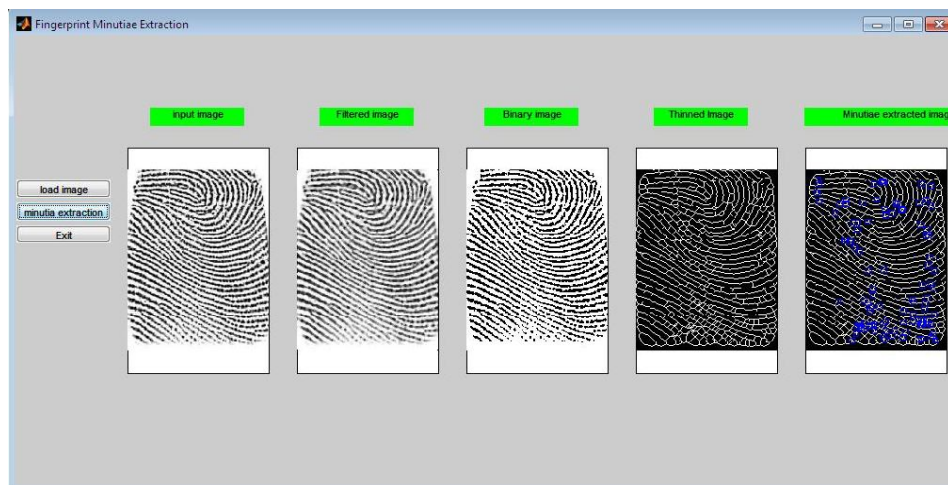 Fingerprint Minutiae Extraction
input image
Filtered image
Binary image
Thinned Image
Minutiae extracted imag
load image
minutia extraction
Exit